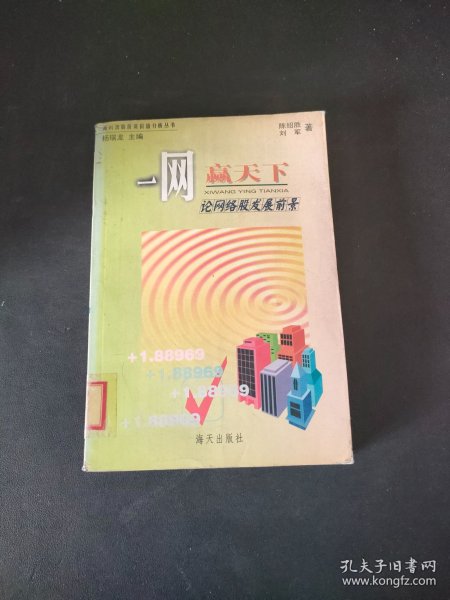 杨瑞龙 主编
陈绍胜
刘军 著
一网赢天下
XIWANG YING TIANXIA
论网络股发展前景
+1.88969
+1.88969
+1.88969
+1.88969
海天出版社
孔夫子旧书网
www.kongfz.com